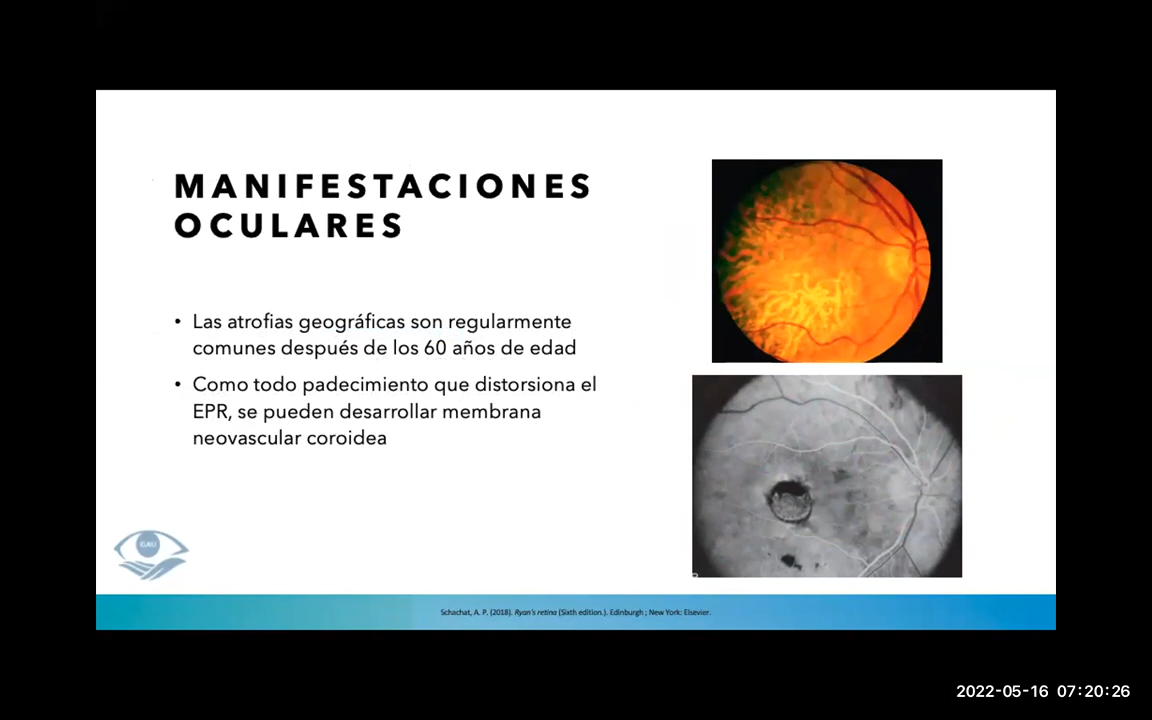 MANIFESTACIONES
OCULARES
• Las atrofias geográficas son regularmente
comunes después de los 60 años de edad
• Como todo padecimiento que distorsiona el
EPR, se pueden desarrollar membrana
neovascular coroidea
Schachat, A. P. (2018). Ryan's retina (Sixth edition.). Edinburgh ; New York: Elsevier.
2022-05-16 07:20:26